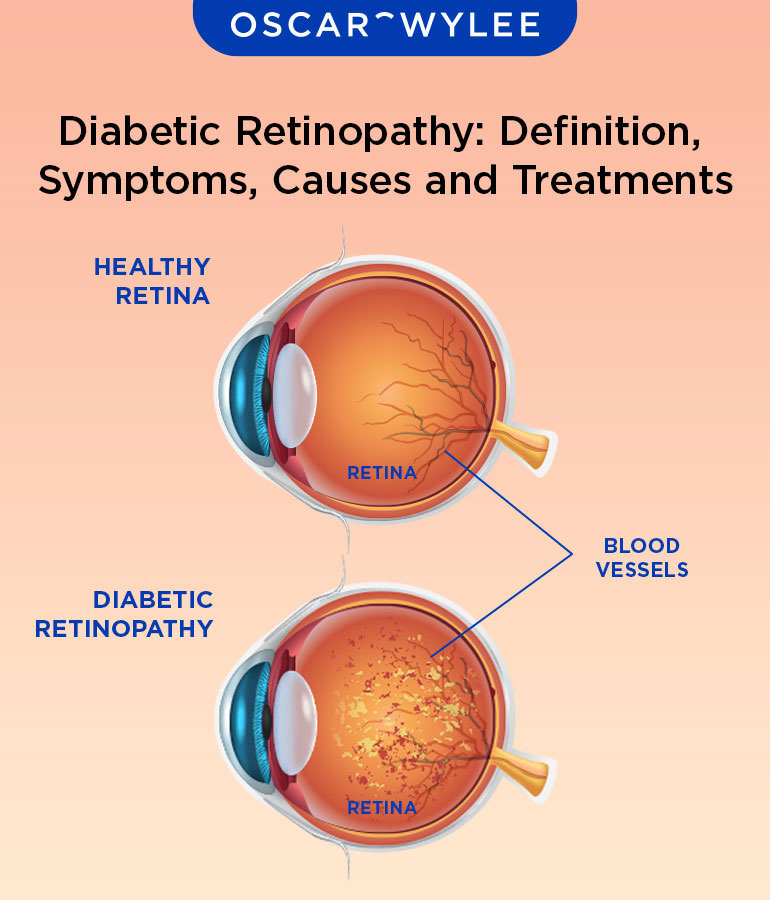 OSCAR WYLEE
Diabetic Retinopathy: Definition,
Symptoms, Causes and Treatments
HEALTHY
RETINA
RETINA
BLOOD
VESSELS
DIABETIC
RETINOPATHY
RETINA